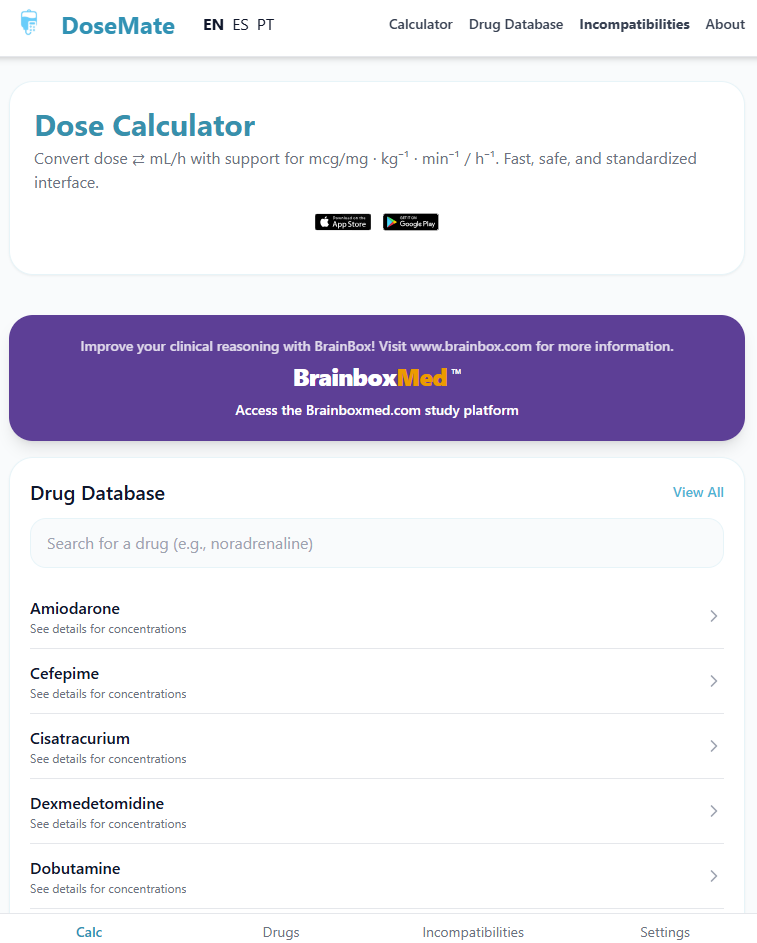 DoseMate
EN ES PT
Calculator Drug Database Incompatibilities About
Dose Calculator
Convert dose ⇄ mL/h with support for mcg/mg · kg⁻¹ · min⁻¹ / h⁻¹. Fast, safe, and standardized
interface.
Download on the
App Store
GET IT ON
Google Play
Improve your clinical reasoning with BrainBox! Visit www.brainbox.com for more information.
BrainboxMed™
Access the Brainboxmed.com study platform
Drug Database
View All
Search for a drug (e.g., noradrenaline)
Amiodarone
See details for concentrations
Cefepime
See details for concentrations
Cisatracurium
See details for concentrations
Dexmedetomidine
See details for concentrations
Dobutamine
See details for concentrations
Calc Drugs Incompatibilities Settings